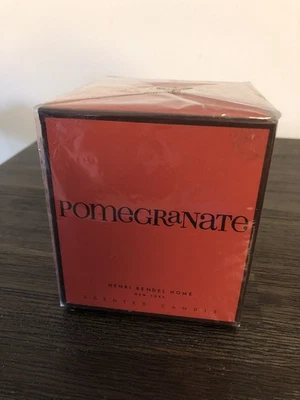 POMEGRANATE
HENRI BENDEL HOME
NEW YORK
SCENTED CANDLE